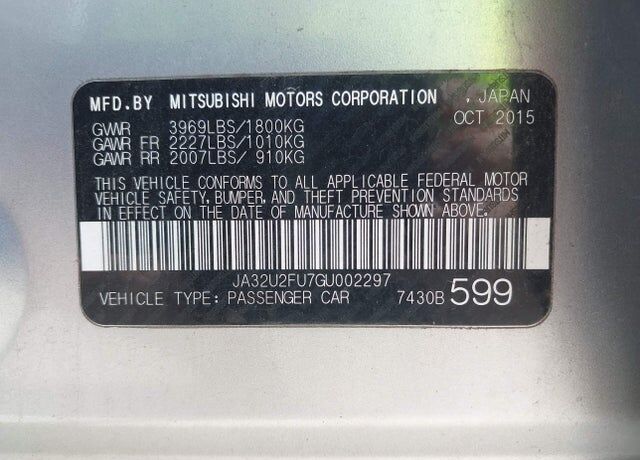 MFD.BY MITSUBISHI MOTORS CORPORATION , JAPAN
OCT 2015
GVWR 3969LBS/1800KG
GAWR FR 2227LBS/1010KG
GAWR RR 2007LBS/ 910KG
THIS VEHICLE CONFORMS TO ALL APPLICABLE FEDERAL MOTOR
VEHICLE SAFETY, BUMPER, AND THEFT PREVENTION STANDARDS
IN EFFECT ON THE DATE OF MANUFACTURE SHOWN ABOVE.
JA32U2FU7GU002297
VEHICLE TYPE: PASSENGER CAR 7430B 599